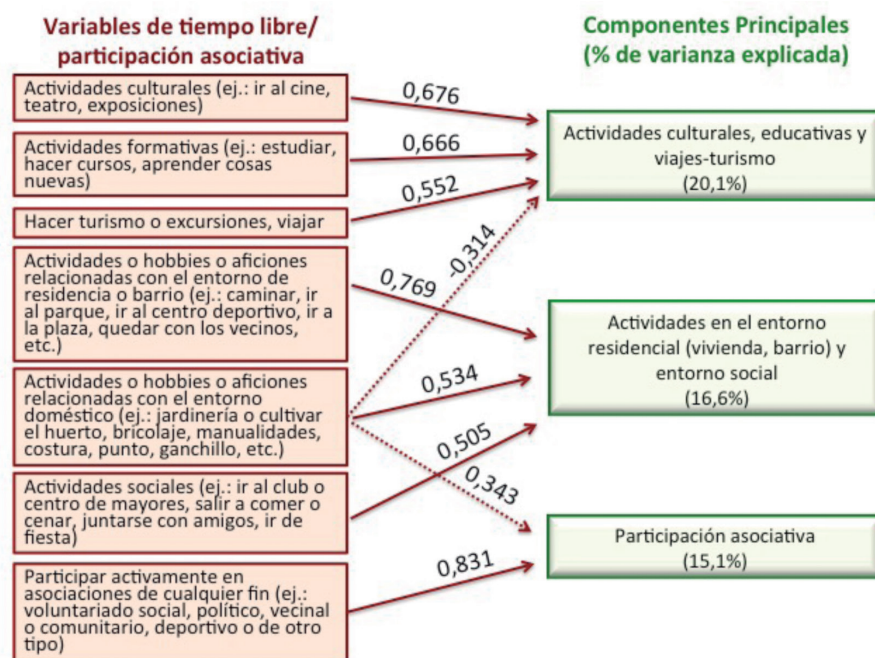 Variables de tiempo libre/
participación asociativa
Componentes Principales
(% de varianza explicada)
Actividades culturales (ej.: ir al cine,
teatro, exposiciones)
0,676
Actividades formativas (ej.: estudiar,
hacer cursos, aprender cosas
nuevas)
0,666
Hacer turismo o excursiones, viajar
0,552
Actividades culturales, educativas y
viajes-turismo
(20,1%)
-0,314
Actividades o hobbies o aficiones
relacionadas con el entorno de
residencia o barrio (ej.: caminar, ir
al parque, ir al centro deportivo, ir a
la plaza, quedar con los vecinos,
etc.)
0,769
Actividades en el entorno
residencial (vivienda, barrio) y
entorno social
(16,6%)
Actividades o hobbies o aficiones
relacionadas con el entorno
doméstico (ej.: jardinería o cultivar
el huerto, bricolaje, manualidades,
costura, punto, ganchillo, etc.)
0,534
0,505
0,343
Actividades sociales (ej.: ir al club o
centro de mayores, salir a comer o
cenar, juntarse con amigos, ir de
fiesta)
Participación asociativa
(15,1%)
0,831
Participar activamente en
asociaciones de cualquier fin (ej.:
voluntariado social, político, vecinal
o comunitario, deportivo o de otro
tipo)